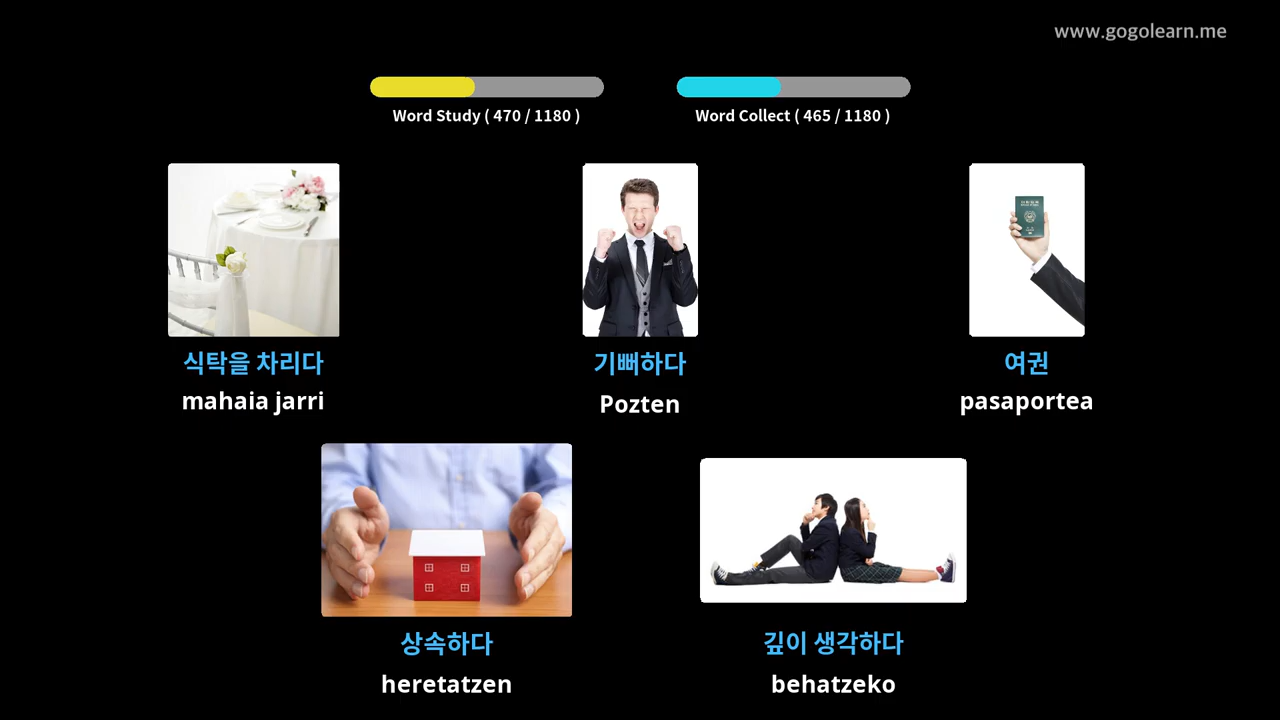 www.gogolearn.me
Word Study ( 470 / 1180 )
Word Collect ( 465 / 1180 )
식탁을 차리다
mahaia jarri
기뻐하다
Pozten
여권
pasaportea
상속하다
heretatzen
깊이 생각하다
behatzeko